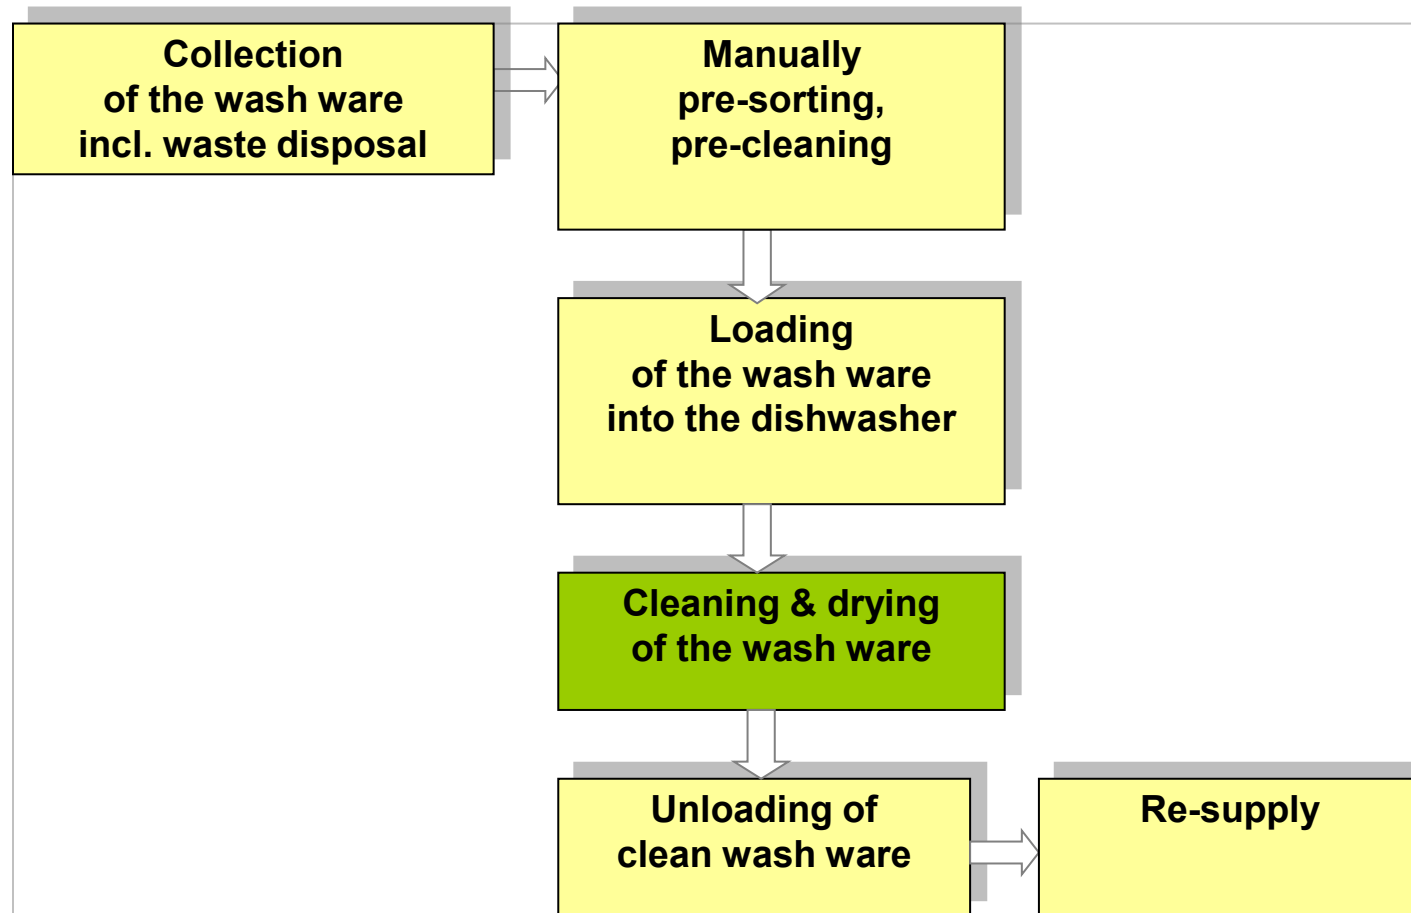 Collection
of the wash ware
incl. waste disposal
Manually
pre-sorting,
pre-cleaning
Loading
of the wash ware
into the dishwasher
Cleaning & drying
of the wash ware
Unloading of
clean wash ware
Re-supply